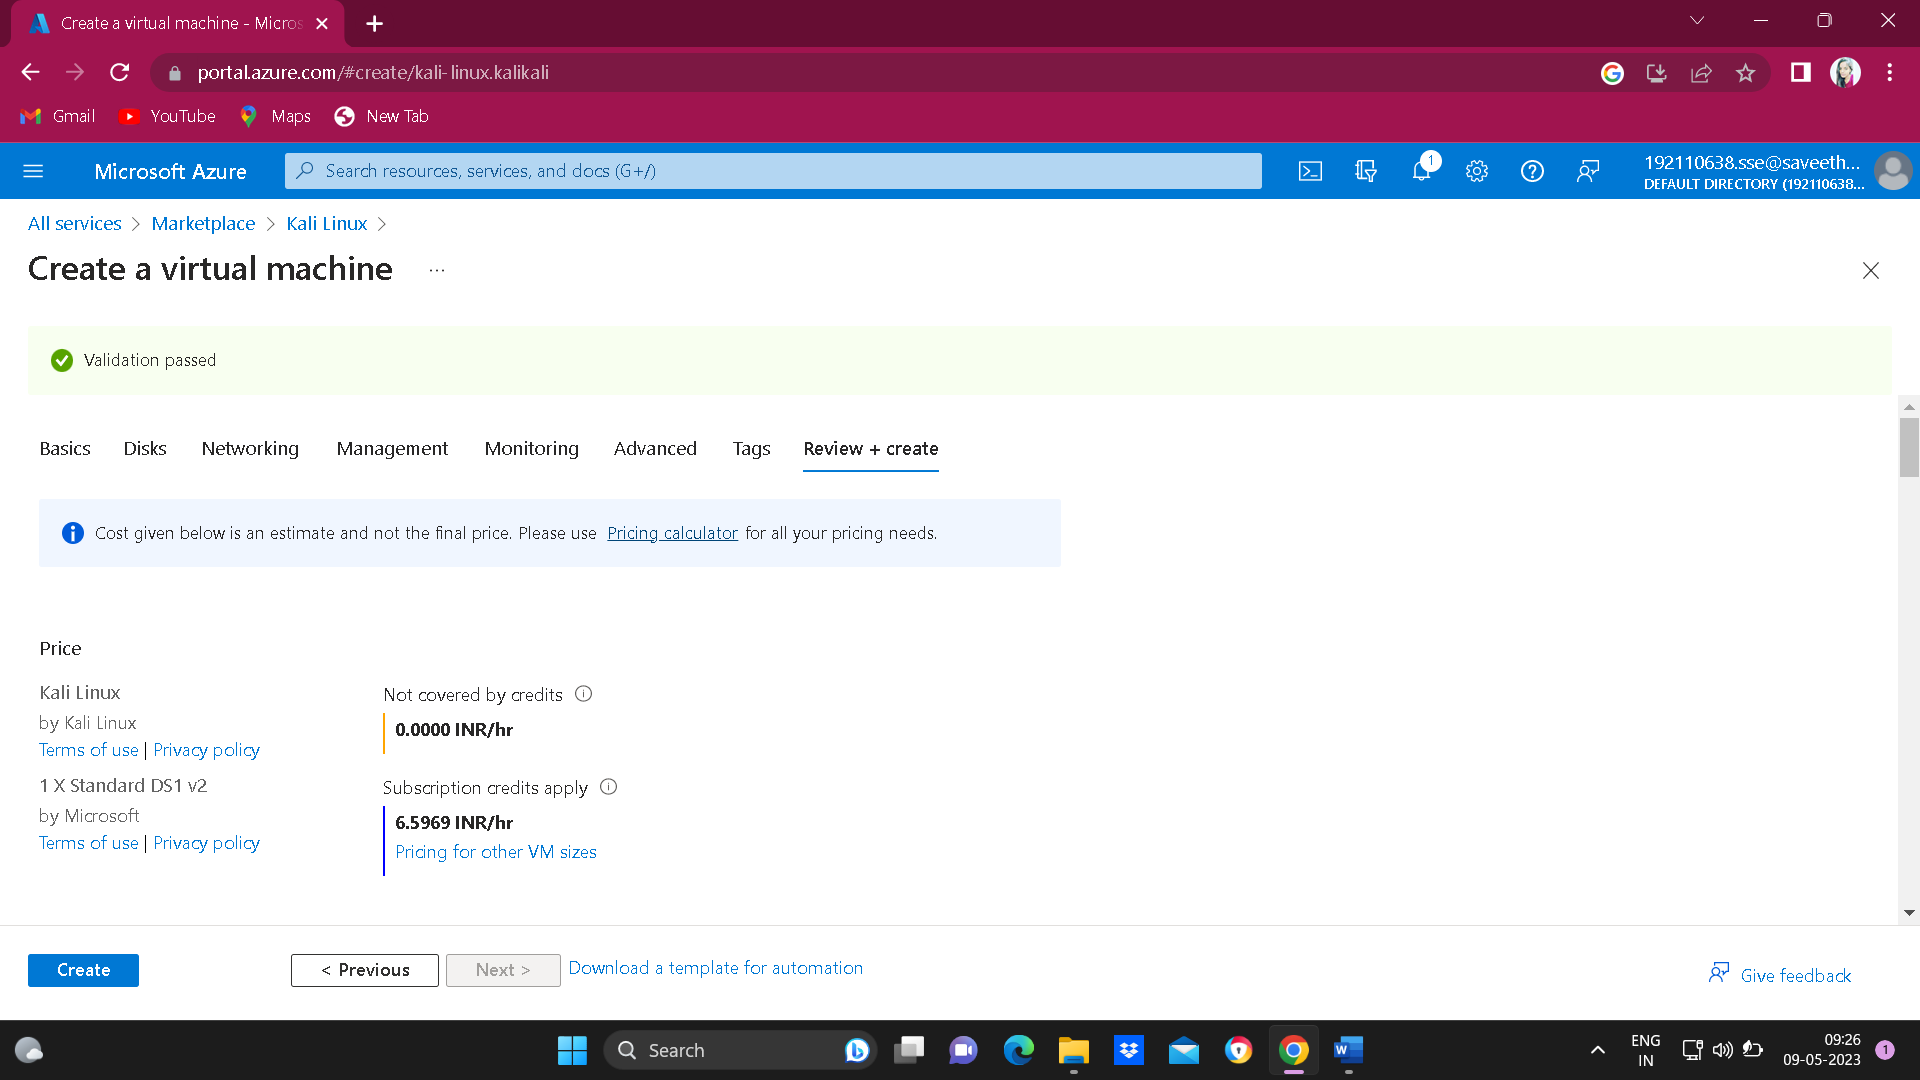 Create a virtual machine - Micros
portal.azure.com/#create/kali-linux.kalikali
Gmail YouTube Maps New Tab
Microsoft Azure Search resources, services, and docs (G+/) 1 192110638.sse@saveeth...
DEFAULT DIRECTORY (192110638...
All services > Marketplace > Kali Linux >
Create a virtual machine ...
Validation passed
Basics Disks Networking Management Monitoring Advanced Tags Review + create
Cost given below is an estimate and not the final price. Please use Pricing calculator for all your pricing needs.
Price
Kali Linux
by Kali Linux
Terms of use | Privacy policy
Not covered by credits
0.0000 INR/hr
1 X Standard DS1 v2
by Microsoft
Terms of use | Privacy policy
Subscription credits apply
6.5969 INR/hr
Pricing for other VM sizes
Create < Previous Next > Download a template for automation Give feedback
Search ENG 09:26
IN 09-05-2023 1